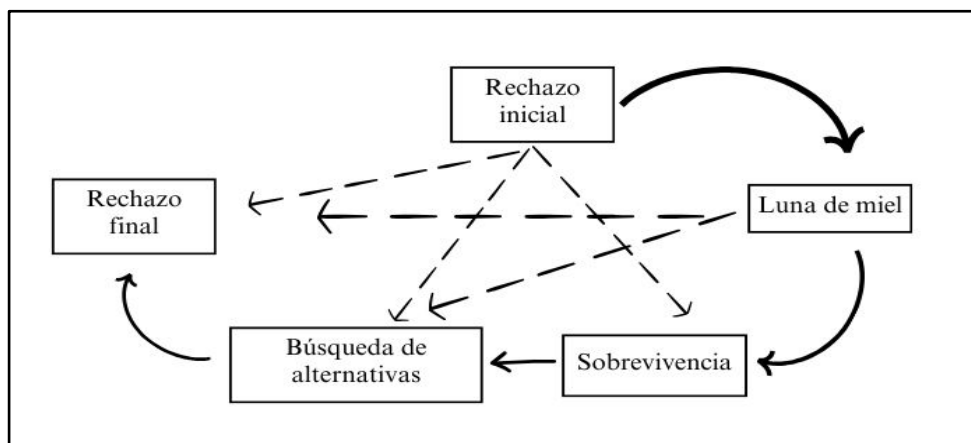 Rechazo
inicial
Rechazo
final
Luna de miel
Búsqueda de
alternativas
Sobrevivencia